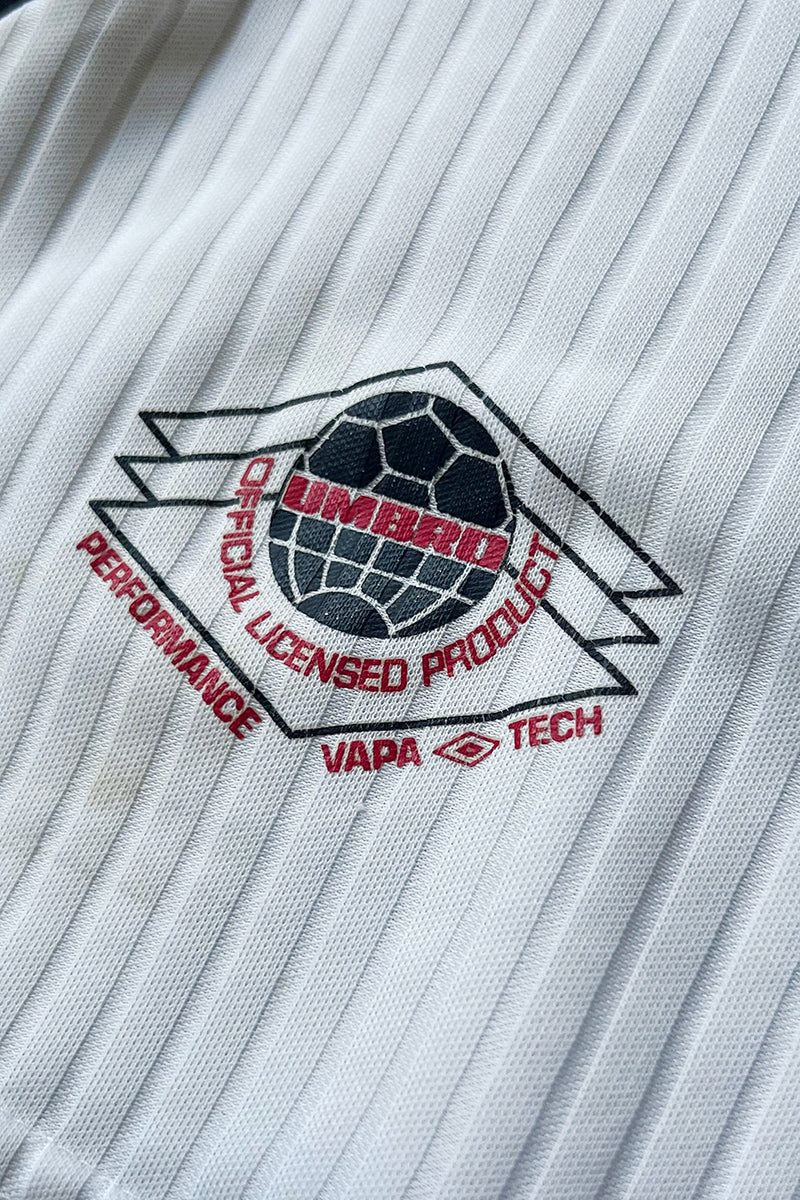 UMBRO
OFFICIAL LICENSED PRODUCT
PERFORMANCE
VAPA TECH